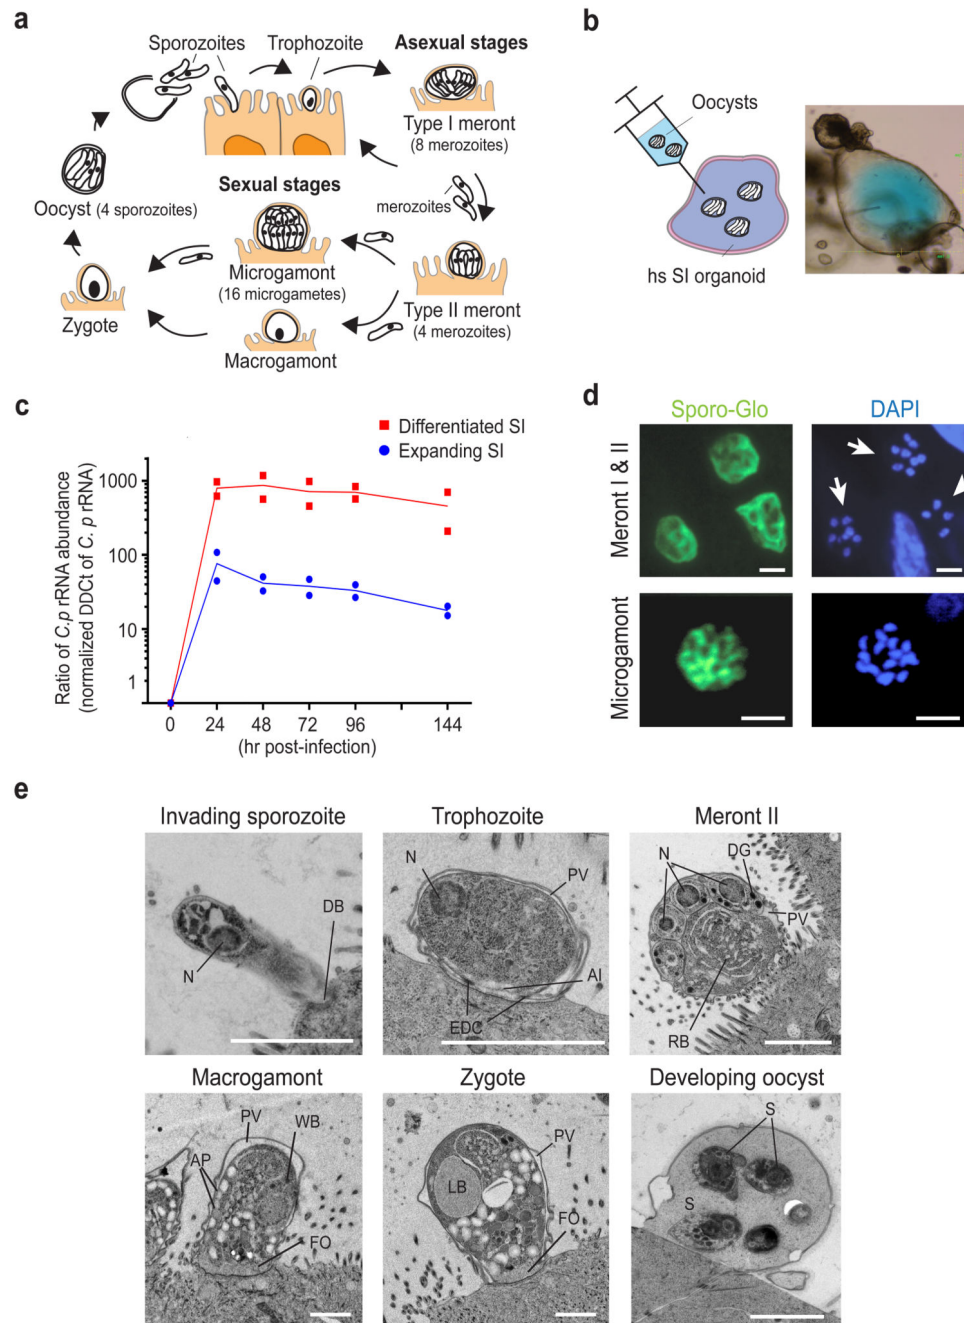 a
Sporozoites
Trophozoite
Asexual stages
Type I meront
(8 merozoites)
Oocyst (4 sporozoites)
Sexual stages
merozoites
Microgamont
(16 microgametes)
Type II meront
(4 merozoites)
Zygote
Macrogamont
b
Oocysts
hs SI organoid
c
Differentiated SI
Expanding SI
Ratio of C.p rRNA abundance
(normalized DDCt of C. p rRNA)
1000
100
10
1
0 24 48 72 96 144
(hr post-infection)
d
Sporo-Glo
DAPI
Meront I & II
Microgamont
e
Invading sporozoite
N
DB
Trophozoite
N
PV
AI
EDC
Meront II
N
DG
PV
RB
Macrogamont
PV
WB
AP
FO
Zygote
PV
LB
FO
Developing oocyst
S
S